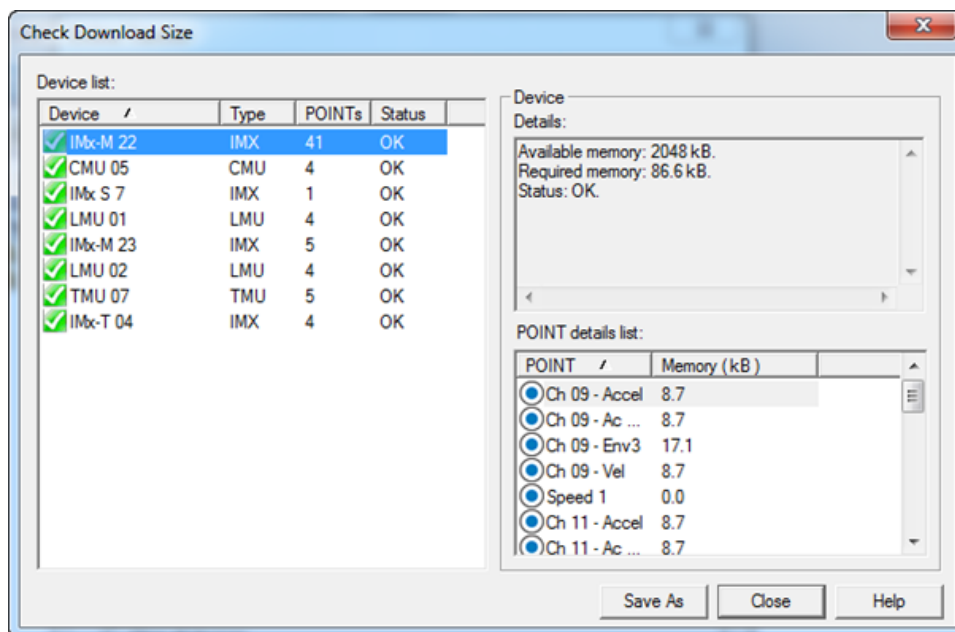 Check Download Size
Device list:
Device / Type POINTs Status
IMx-M 22 IMX 41 OK
CMU 05 CMU 4 OK
IMx S 7 IMX 1 OK
LMU 01 LMU 4 OK
IMx-M 23 IMX 5 OK
LMU 02 LMU 4 OK
TMU 07 TMU 5 OK
IMx-T 04 IMX 4 OK
Device
Details:
Available memory: 2048 kB.
Required memory: 86.6 kB.
Status: OK.
POINT details list:
POINT / Memory (kB)
Ch 09 - Accel 8.7
Ch 09 - Ac ... 8.7
Ch 09 - Env3 17.1
Ch 09 - Vel 8.7
Speed 1 0.0
Ch 11 - Accel 8.7
Ch 11 - Ac ... 8.7
Save As Close Help